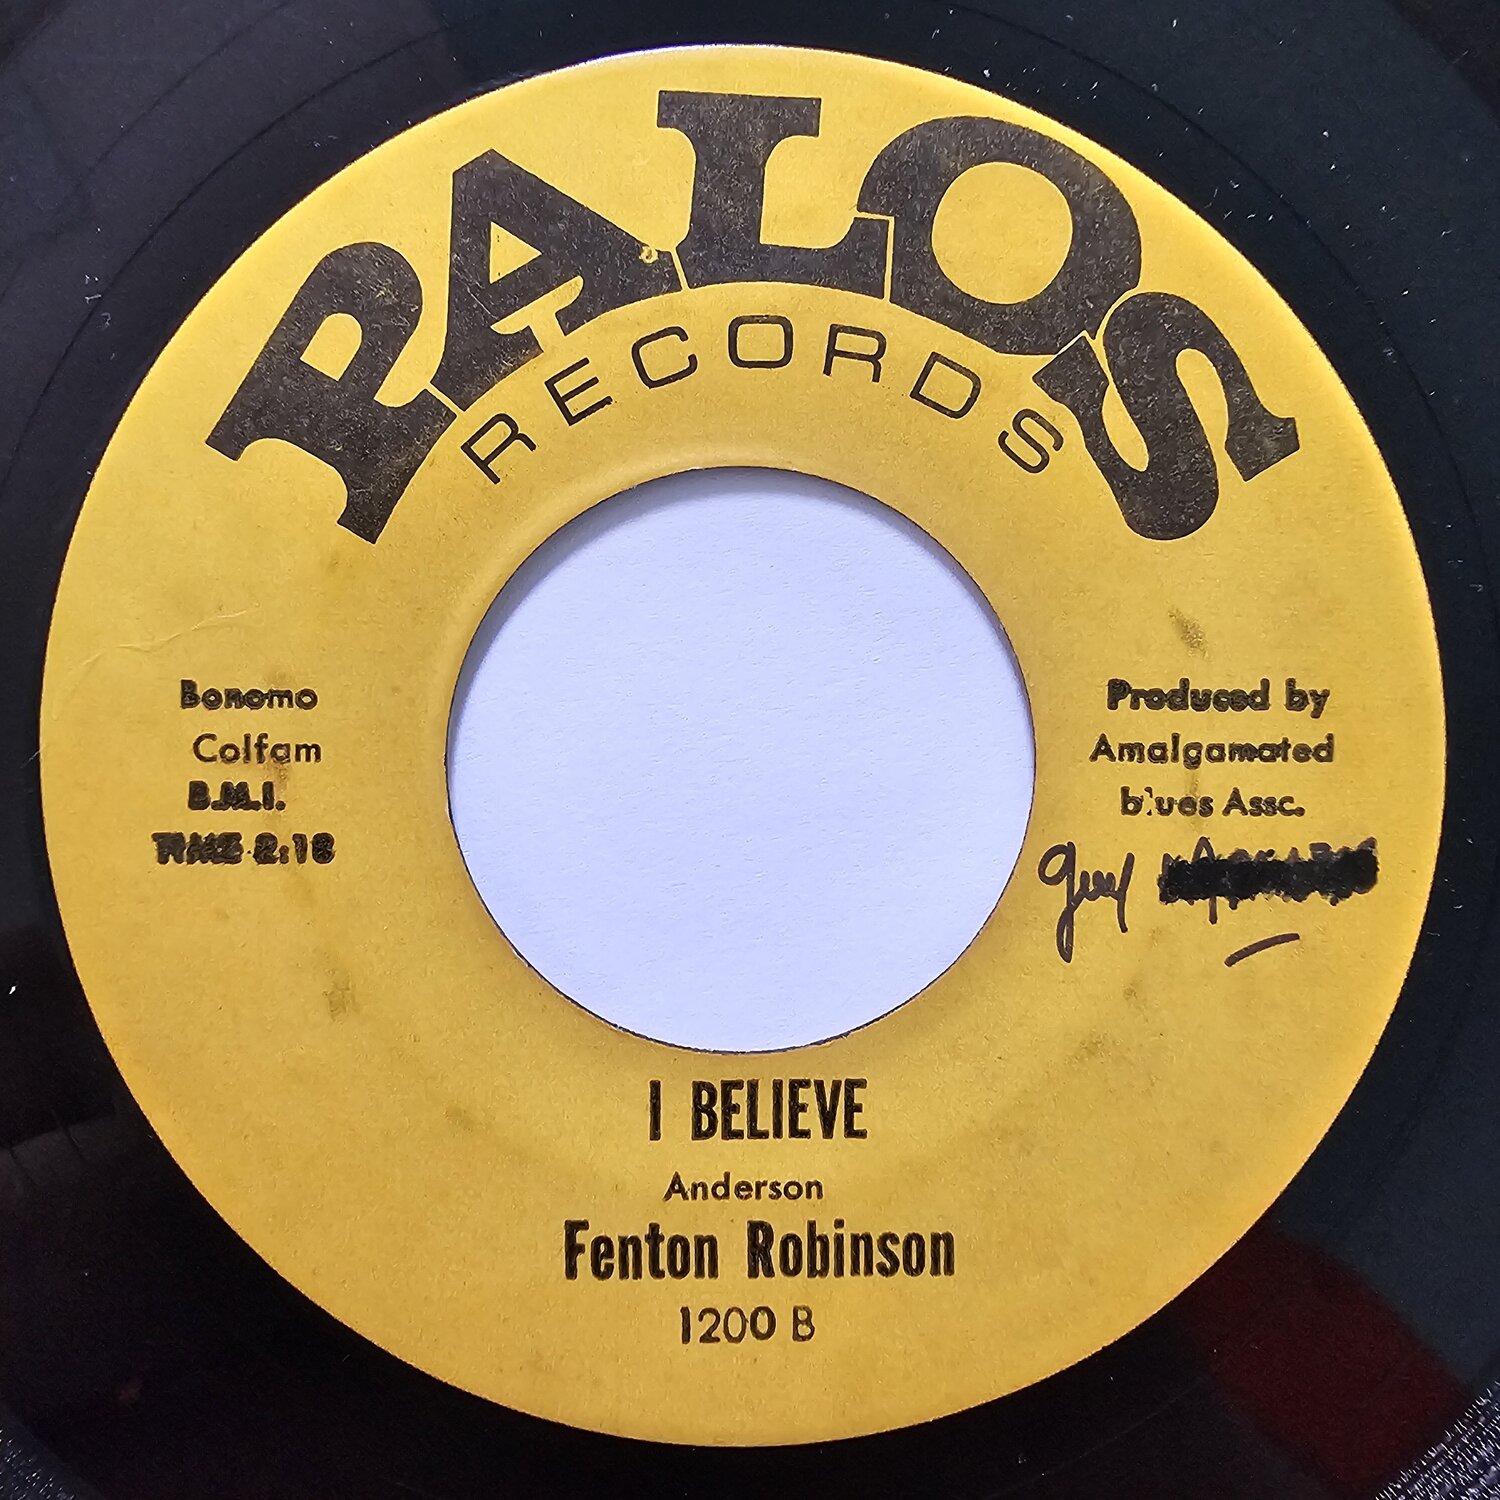 PALOS
RECORDS
Bonomo
Colfam
B.M.I.
TIME 2:18
Produced by
Amalgamated
blues Assc.
I BELIEVE
Anderson
Fenton Robinson
1200 B